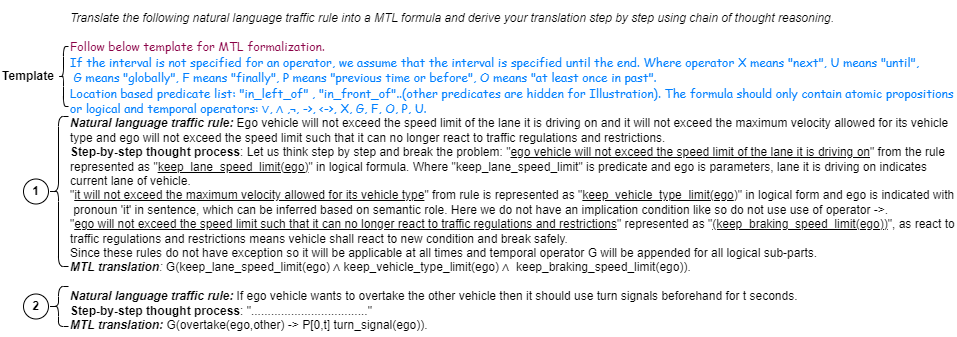 Translate the following natural language traffic rule into a MTL formula and derive your translation step by step using chain of thought reasoning.
Template
Follow below template for MTL formalization.
If the interval is not specified for an operator, we assume that the interval is specified until the end. Where operator X means "next", U means "until",
G means "globally", F means "finally", P means "previous time or before", O means "at least once in past".
Location based predicate list: "in_left_of" , "in_front_of"..(other predicates are hidden for Illustration). The formula should only contain atomic propositions
or logical and temporal operators: ∨, ∧ ,¬, ->, <->, X, G, F, O, P, U.
1
Natural language traffic rule: Ego vehicle will not exceed the speed limit of the lane it is driving on and it will not exceed the maximum velocity allowed for its vehicle
type and ego will not exceed the speed limit such that it can no longer react to traffic regulations and restrictions.
Step-by-step thought process: Let us think step by step and break the problem: "ego vehicle will not exceed the speed limit of the lane it is driving on" from the rule
represented as "keep_lane_speed_limit(ego)" in logical formula. Where "keep_lane_speed_limit" is predicate and ego is parameters, lane it is driving on indicates
current lane of vehicle.
"it will not exceed the maximum velocity allowed for its vehicle type" from rule is represented as "keep_vehicle_type_limit(ego)" in logical form and ego is indicated with
pronoun 'it' in sentence, which can be inferred based on semantic role. Here we do not have an implication condition like so do not use use of operator ->.
"ego will not exceed the speed limit such that it can no longer react to traffic regulations and restrictions" represented as "(keep_braking_speed_limit(ego))", as react to
traffic regulations and restrictions means vehicle shall react to new condition and break safely.
Since these rules do not have exception so it will be applicable at all times and temporal operator G will be appended for all logical sub-parts.
MTL translation: G(keep_lane_speed_limit(ego) ∧ keep_vehicle_type_limit(ego) ∧ keep_braking_speed_limit(ego)).
2
Natural language traffic rule: If ego vehicle wants to overtake the other vehicle then it should use turn signals beforehand for t seconds.
Step-by-step thought process: "..................................."
MTL translation: G(overtake(ego,other) -> P[0,t] turn_signal(ego)).